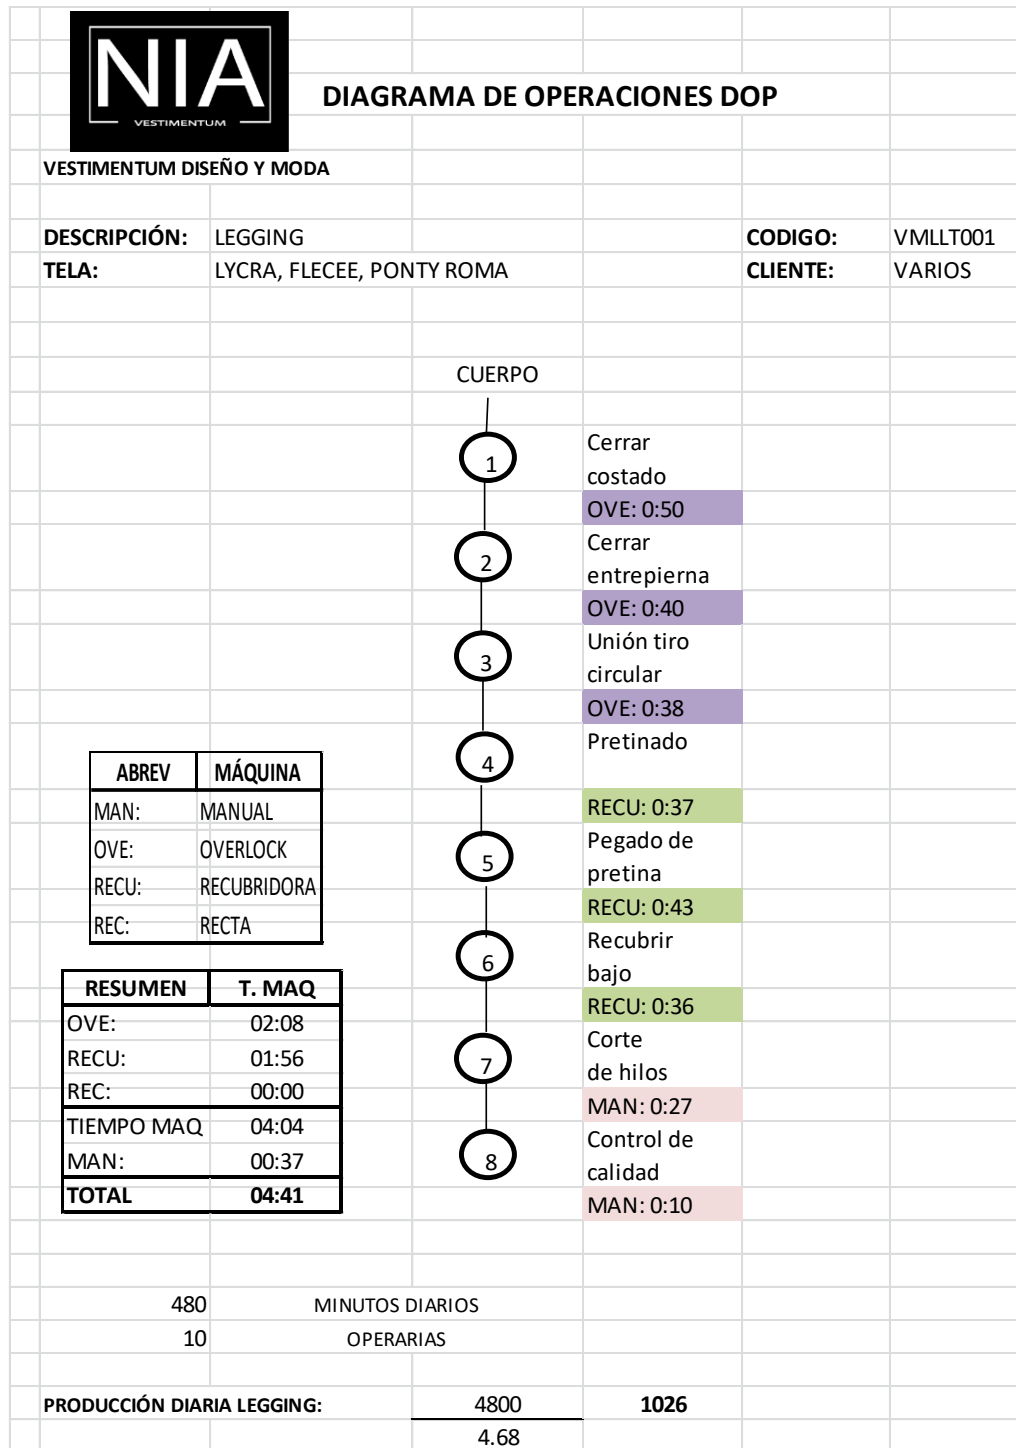 NIA
VESTIMENTUM
DIAGRAMA DE OPERACIONES DOP
VESTIMENTUM DISEÑO Y MODA
DESCRIPCIÓN: LEGGING CODIGO: VMLLT001
TELA: LYCRA, FLECEE, PONTY ROMA CLIENTE: VARIOS
CUERPO
1
Cerrar
costado
OVE: 0:50
2
Cerrar
entrepierna
OVE: 0:40
3
Unión tiro
circular
OVE: 0:38
4
Pretinado
RECU: 0:37
5
Pegado de
pretina
RECU: 0:43
6
Recubrir
bajo
RECU: 0:36
7
Corte
de hilos
MAN: 0:27
8
Control de
calidad
MAN: 0:10
ABREV MÁQUINA
MAN: MANUAL
OVE: OVERLOCK
RECU: RECUBRIDORA
REC: RECTA
RESUMEN T. MAQ
OVE: 02:08
RECU: 01:56
REC: 00:00
TIEMPO MAQ 04:04
MAN: 00:37
TOTAL 04:41
480 MINUTOS DIARIOS
10 OPERARIAS
PRODUCCIÓN DIARIA LEGGING: 4800 1026
4.68